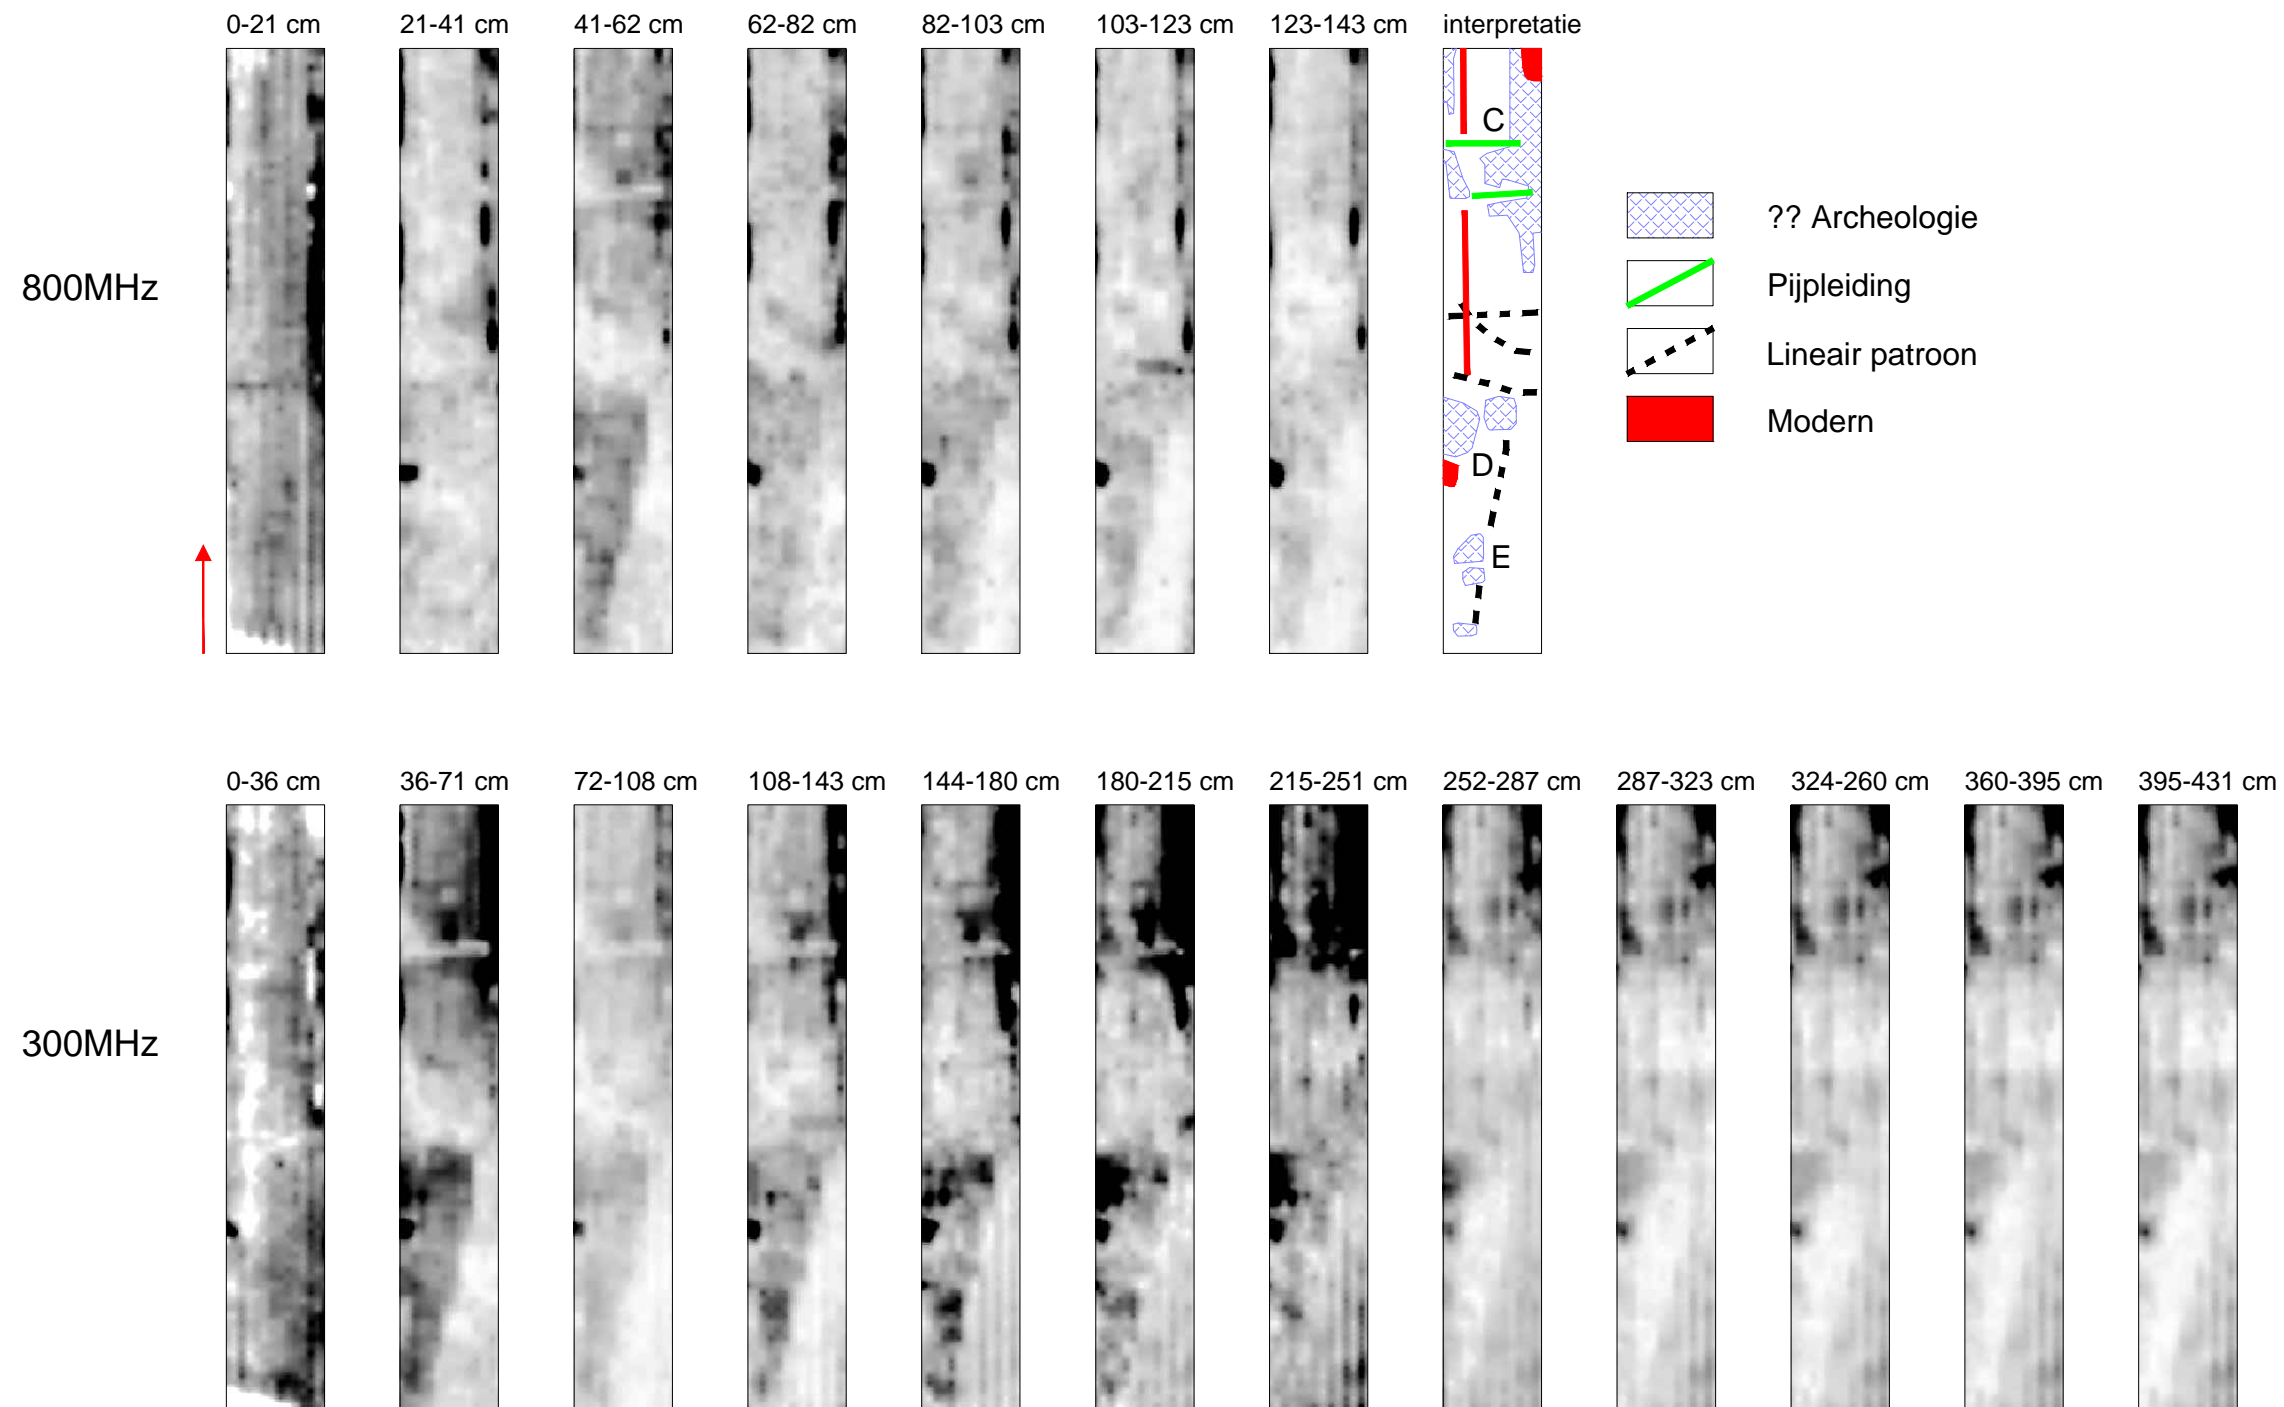 0-21 cm 21-41 cm 41-62 cm 62-82 cm 82-103 cm 103-123 cm 123-143 cm interpretatie
C
?? Archeologie
800MHz
Pijpleiding
Lineair patroon
Modern
D
E
0-36 cm 36-71 cm 72-108 cm 108-143 cm 144-180 cm 180-215 cm 215-251 cm 252-287 cm 287-323 cm 324-260 cm 360-395 cm 395-431 cm
300MHz